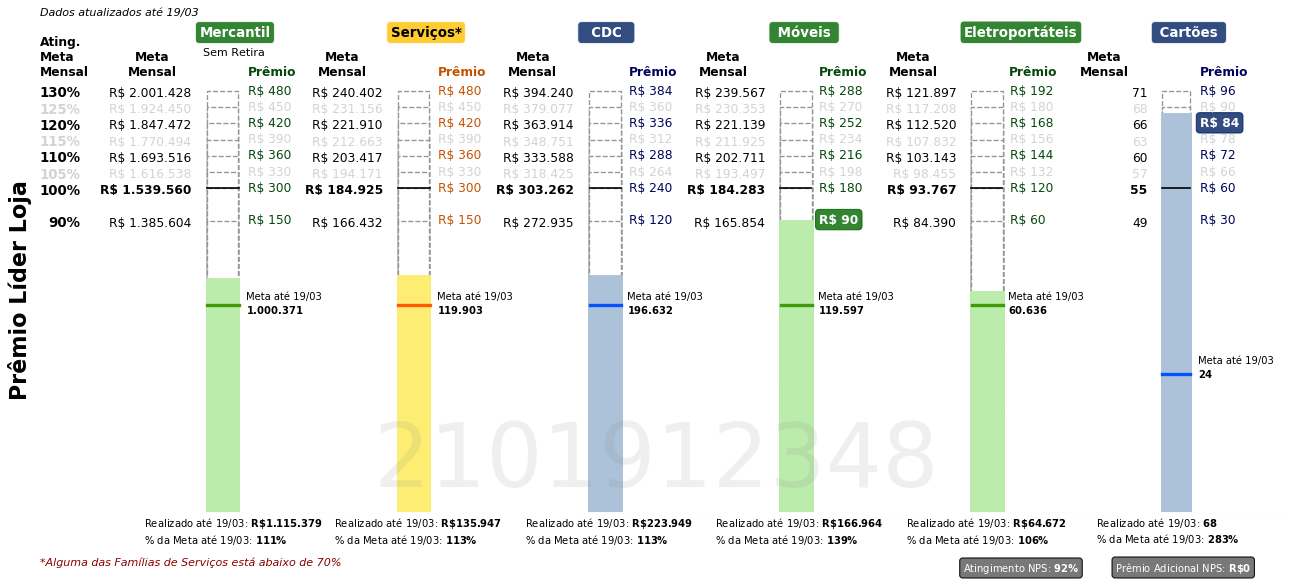 Dados atualizados até 19/03
Mercantil Serviços* CDC Móveis Eletroportáteis Cartões
Sem Retira
Ating. Meta Mensal
Meta Mensal Prêmio Meta Mensal Prêmio Meta Mensal Prêmio Meta Mensal Prêmio Meta Mensal Prêmio Meta Mensal Prêmio
130% R$ 2.001.428 R$ 480 R$ 240.402 R$ 480 R$ 394.240 R$ 384 R$ 239.567 R$ 288 R$ 121.897 R$ 192 71 R$ 96
125% R$ 1.924.450 R$ 450 R$ 231.156 R$ 450 R$ 379.077 R$ 360 R$ 230.353 R$ 270 R$ 117.208 R$ 180 68 R$ 90
120% R$ 1.847.472 R$ 420 R$ 221.910 R$ 420 R$ 363.914 R$ 336 R$ 221.139 R$ 252 R$ 112.520 R$ 168 66 R$ 84
115% R$ 1.770.494 R$ 390 R$ 212.663 R$ 390 R$ 348.751 R$ 312 R$ 211.925 R$ 234 R$ 107.832 R$ 156 63 R$ 78
110% R$ 1.693.516 R$ 360 R$ 203.417 R$ 360 R$ 333.588 R$ 288 R$ 202.711 R$ 216 R$ 103.143 R$ 144 60 R$ 72
105% R$ 1.616.538 R$ 330 R$ 194.171 R$ 330 R$ 318.425 R$ 264 R$ 193.497 R$ 198 R$ 98.455 R$ 132 57 R$ 66
100% R$ 1.539.560 R$ 300 R$ 184.925 R$ 300 R$ 303.262 R$ 240 R$ 184.283 R$ 180 R$ 93.767 R$ 120 55 R$ 60
90% R$ 1.385.604 R$ 150 R$ 166.432 R$ 150 R$ 272.935 R$ 120 R$ 165.854 R$ 90 R$ 84.390 R$ 60 49 R$ 30
Prêmio Líder Loja
Meta até 19/03 Meta até 19/03 Meta até 19/03 Meta até 19/03 Meta até 19/03
1.000.371 119.903 196.632 119.597 60.636
Meta até 19/03
24
2101912348
Realizado até 19/03: R$1.115.379 Realizado até 19/03: R$135.947 Realizado até 19/03: R$223.949 Realizado até 19/03: R$166.964 Realizado até 19/03: R$64.672 Realizado até 19/03: 68
% da Meta até 19/03: 111% % da Meta até 19/03: 113% % da Meta até 19/03: 113% % da Meta até 19/03: 139% % da Meta até 19/03: 106% % da Meta até 19/03: 283%
*Alguma das Famílias de Serviços está abaixo de 70%
Atingimento NPS: 92% Prêmio Adicional NPS: R$0